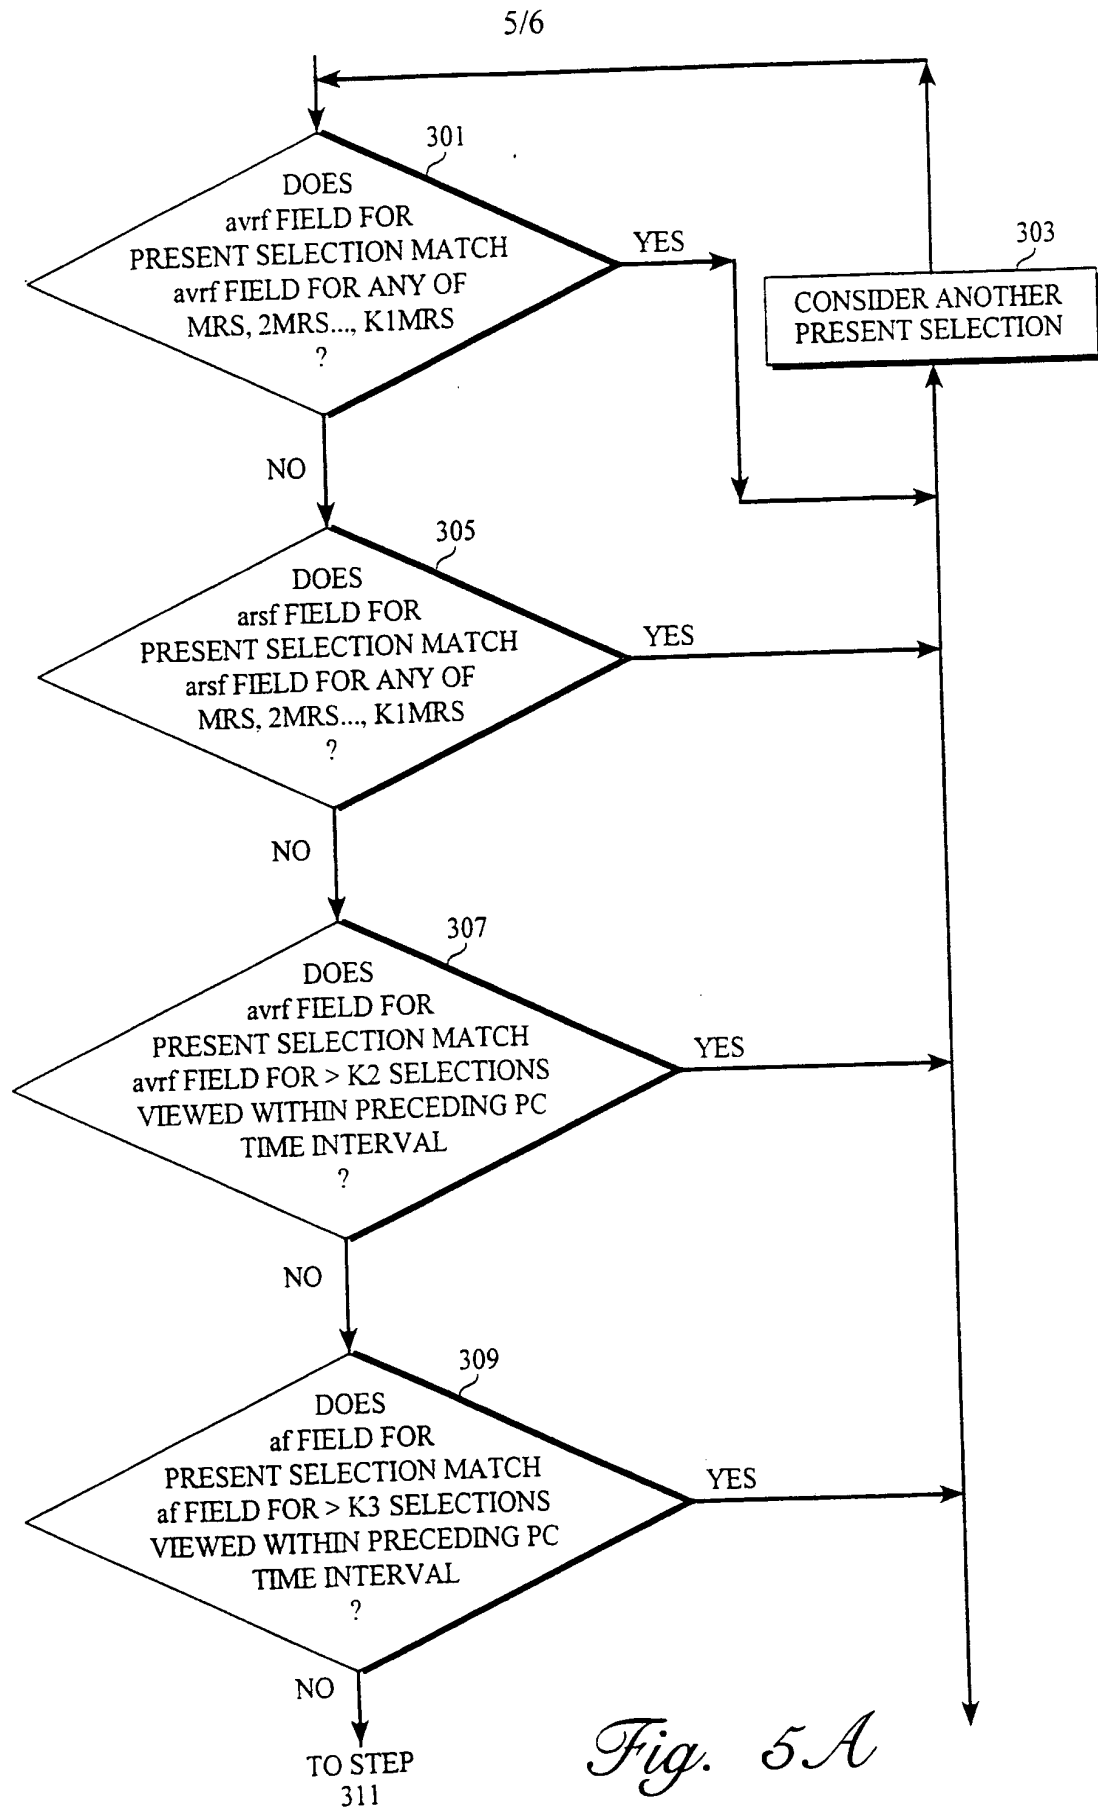 5/6
301
DOES
avrf FIELD FOR
PRESENT SELECTION MATCH
avrf FIELD FOR ANY OF
MRS, 2MRS..., K1MRS
?
YES
303
CONSIDER ANOTHER
PRESENT SELECTION
NO
305
DOES
arsf FIELD FOR
PRESENT SELECTION MATCH
arsf FIELD FOR ANY OF
MRS, 2MRS..., K1MRS
?
YES
NO
307
DOES
avrf FIELD FOR
PRESENT SELECTION MATCH
avrf FIELD FOR > K2 SELECTIONS
VIEWED WITHIN PRECEDING PC
TIME INTERVAL
?
YES
NO
309
DOES
af FIELD FOR
PRESENT SELECTION MATCH
af FIELD FOR > K3 SELECTIONS
VIEWED WITHIN PRECEDING PC
TIME INTERVAL
?
YES
NO
TO STEP
311
Fig. 5A